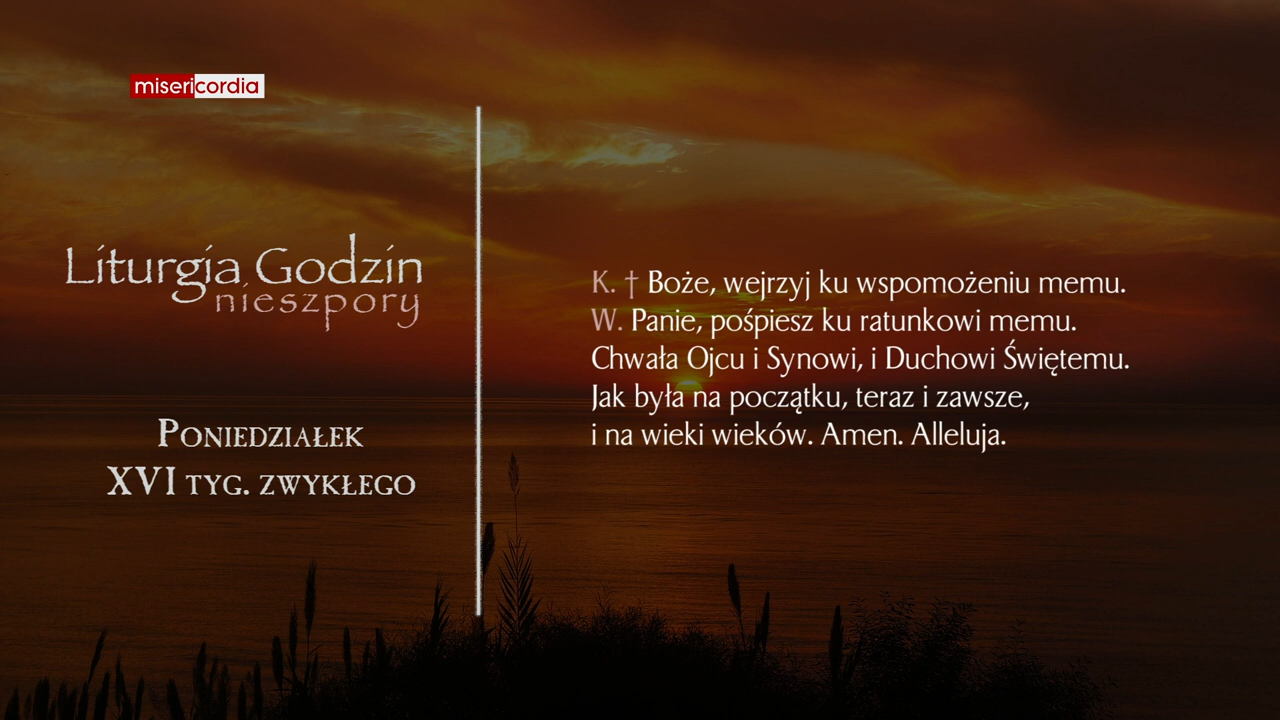 misericordia
Liturgia Godzin
nieszpory
Poniedziałek
XVI tyg. zwykłego
K. † Boże, wejrzyj ku wspomożeniu memu.
W. Panie, pośpiesz ku ratunkowi memu.
Chwała Ojcu i Synowi, i Duchowi Świętemu.
Jak była na początku, teraz i zawsze,
i na wieki wieków. Amen. Alleluja.